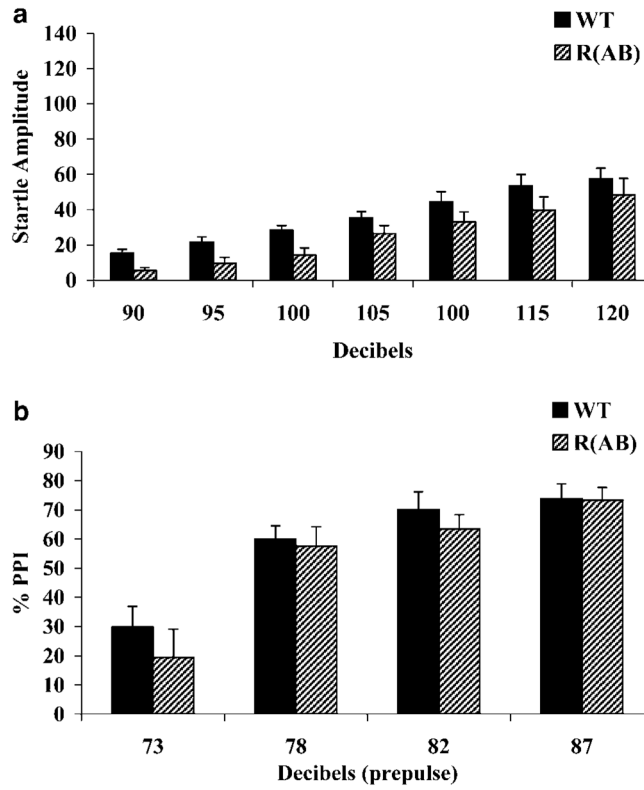 a
WT
R(AB)
Startle Amplitude
140
120
100
80
60
40
20
0
90 95 100 105 100 115 120
Decibels
b
WT
R(AB)
% PPI
90
80
70
60
50
40
30
20
10
0
73 78 82 87
Decibels (prepulse)